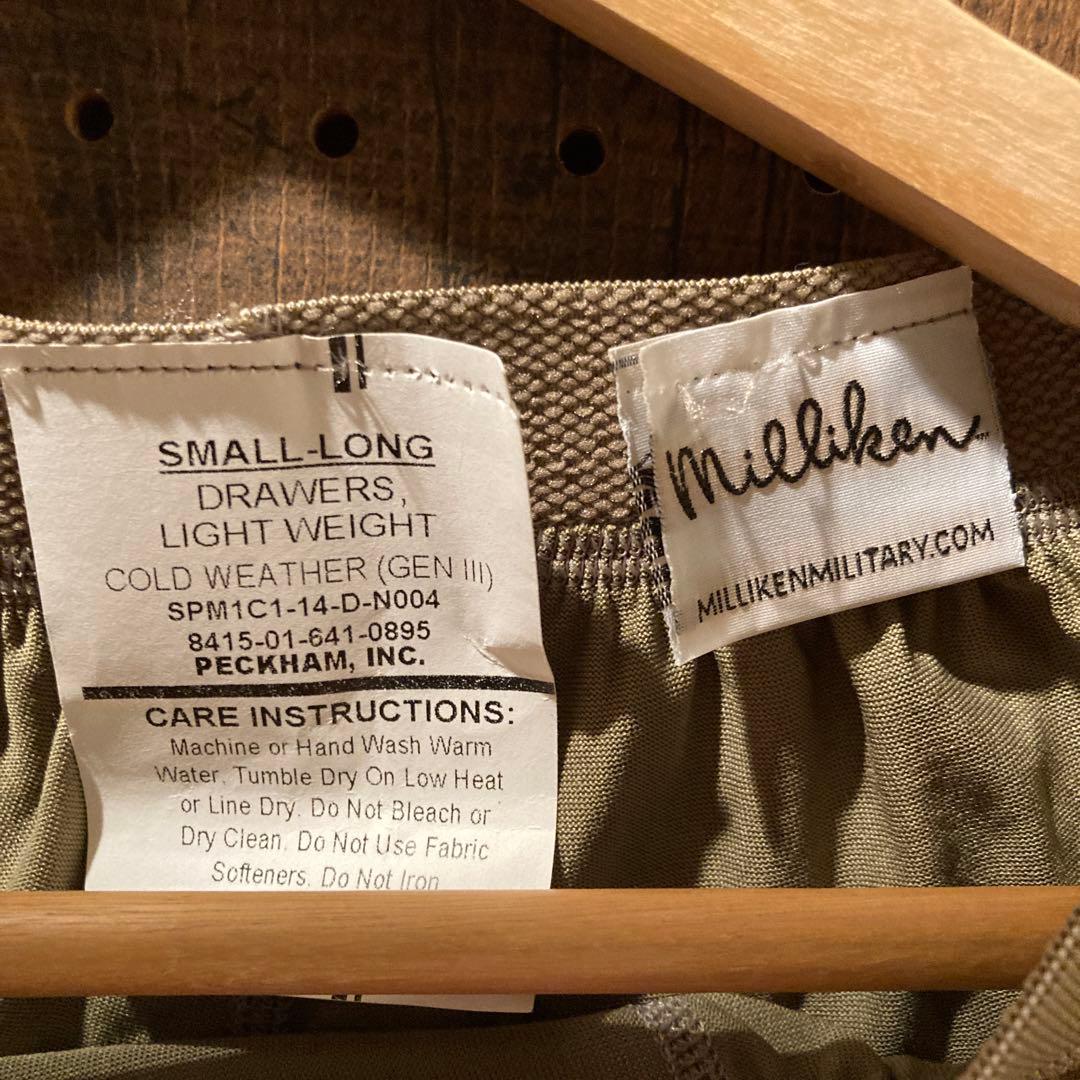 SMALL-LONG
DRAWERS,
LIGHT WEIGHT
COLD WEATHER (GEN III)
SPM1C1-14-D-N004
8415-01-641-0895
PECKHAM, INC.
CARE INSTRUCTIONS:
Machine or Hand Wash Warm
Water. Tumble Dry On Low Heat
or Line Dry. Do Not Bleach or
Dry Clean. Do Not Use Fabric
Softeners. Do Not Iron
Milliken™
MILLIKENMILITARY.COM